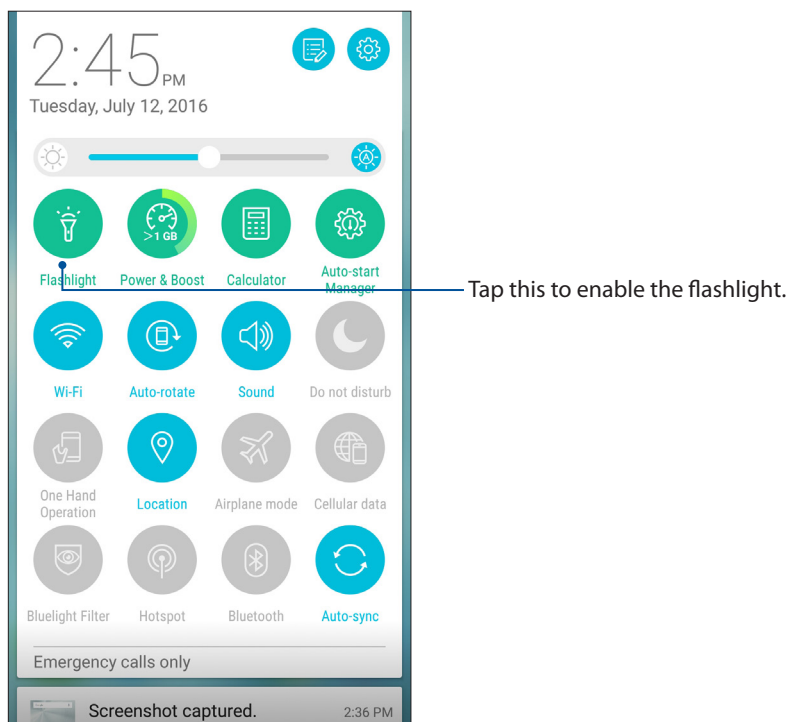 2:45 PM
Tuesday, July 12, 2016
A
>1 GB
Flashlight Power & Boost Calculator Auto-start
Manager
Tap this to enable the flashlight.
Wi-Fi Auto-rotate Sound Do not disturb
One Hand
Operation Location Airplane mode Cellular data
Bluelight Filter Hotspot Bluetooth Auto-sync
Emergency calls only
Screenshot captured. 2:36 PM